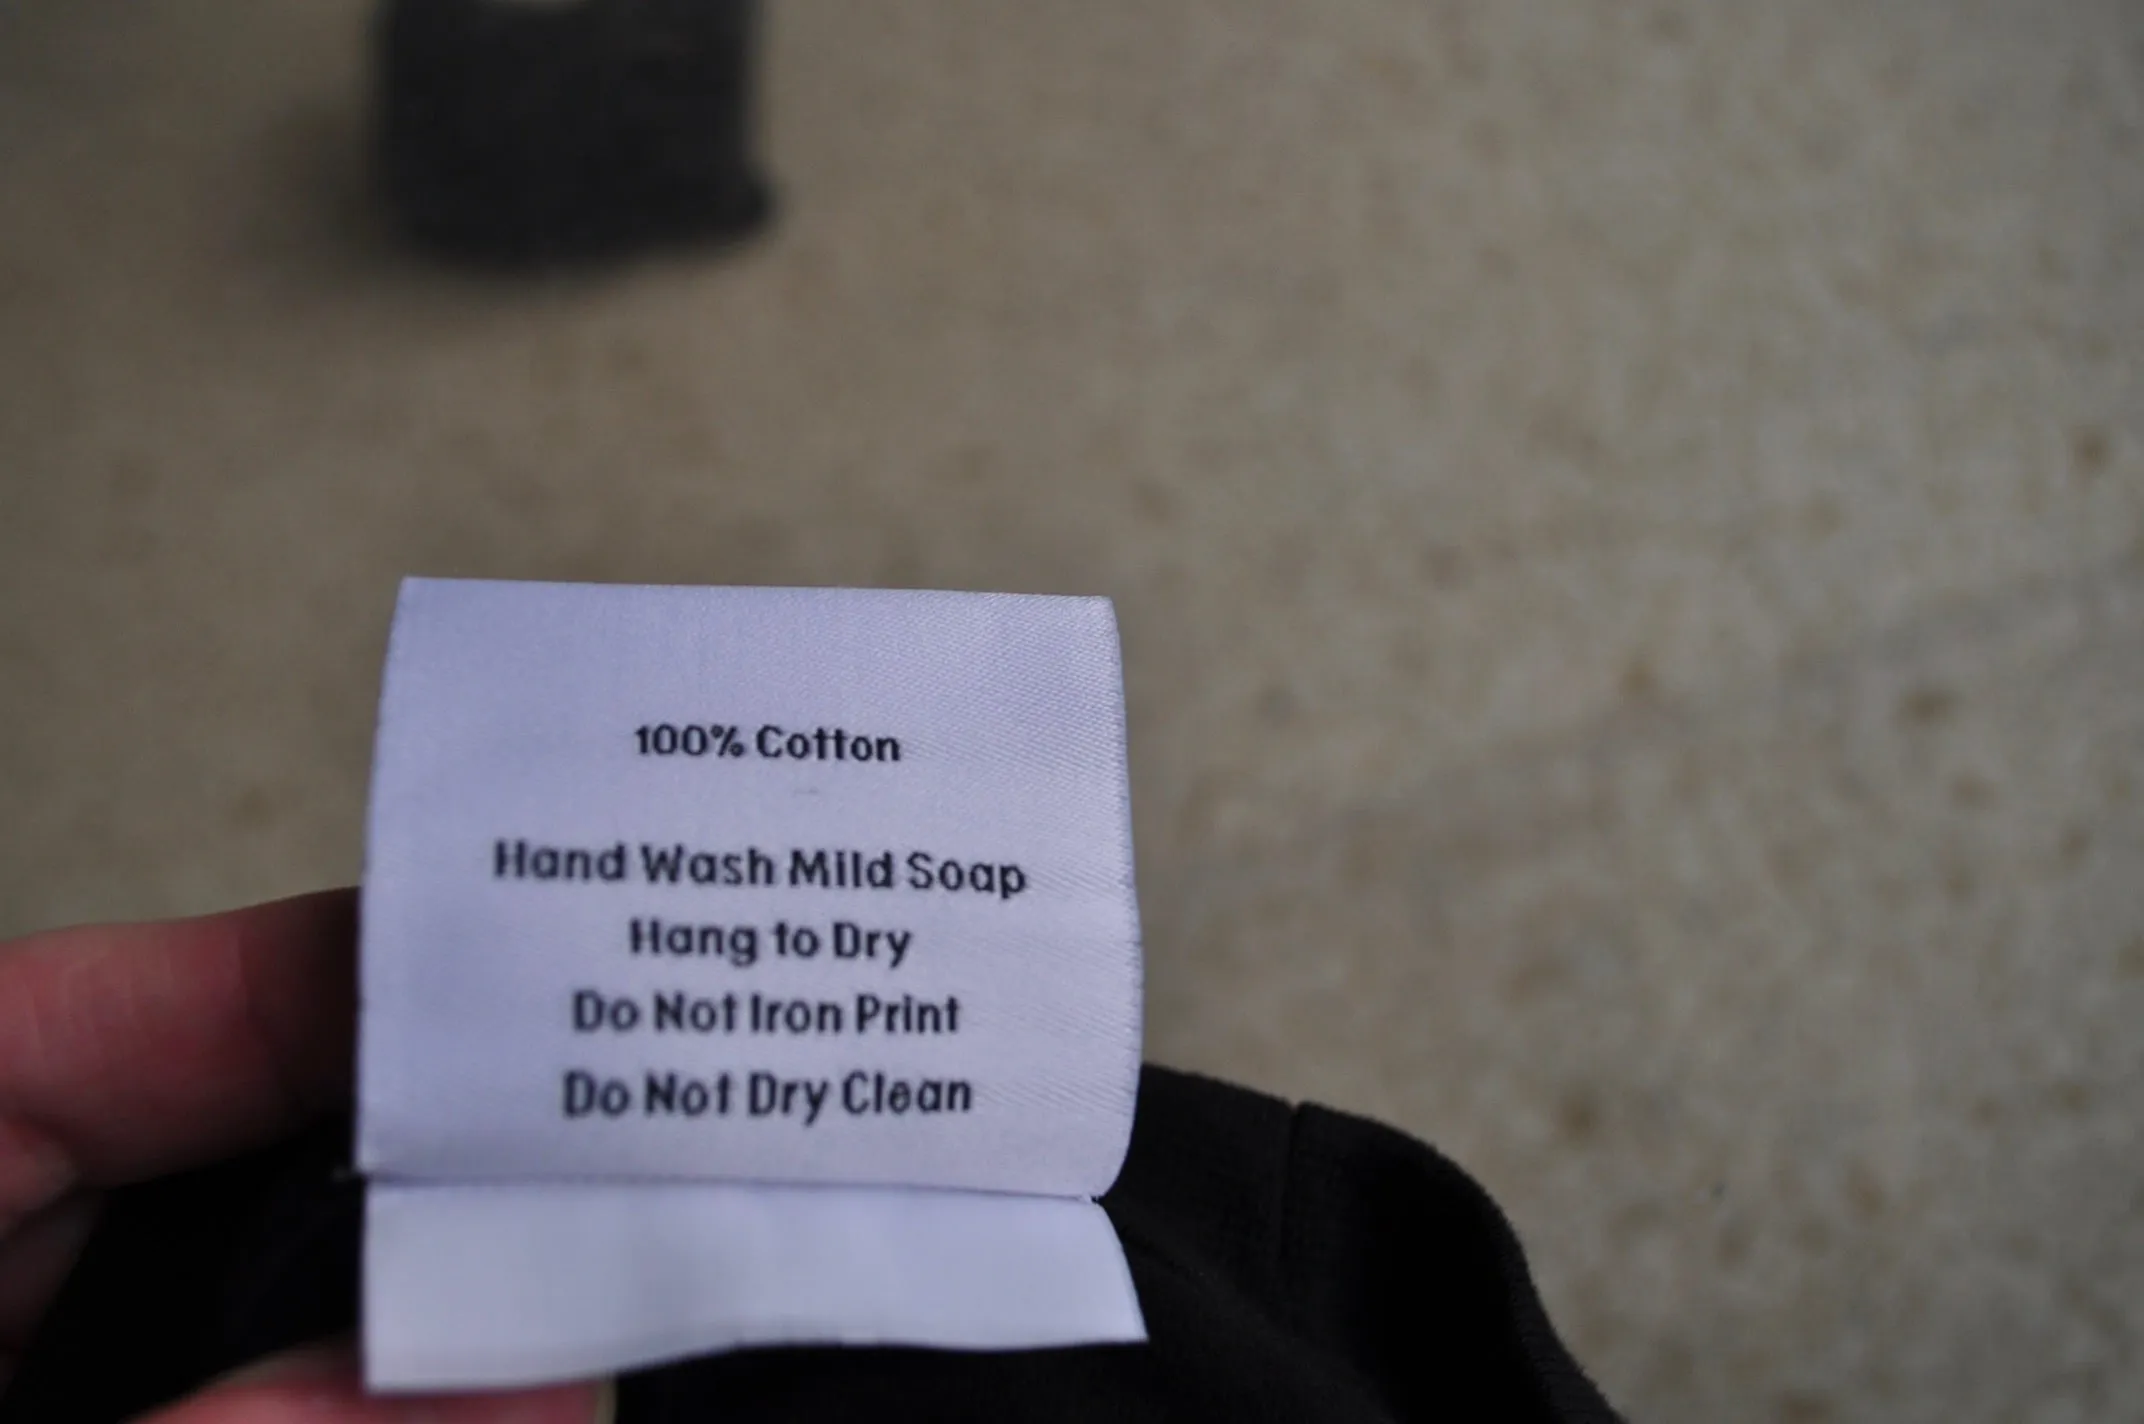 100% Cotton
Hand Wash Mild Soap
Hang to Dry
Do Not Iron Print
Do Not Dry Clean